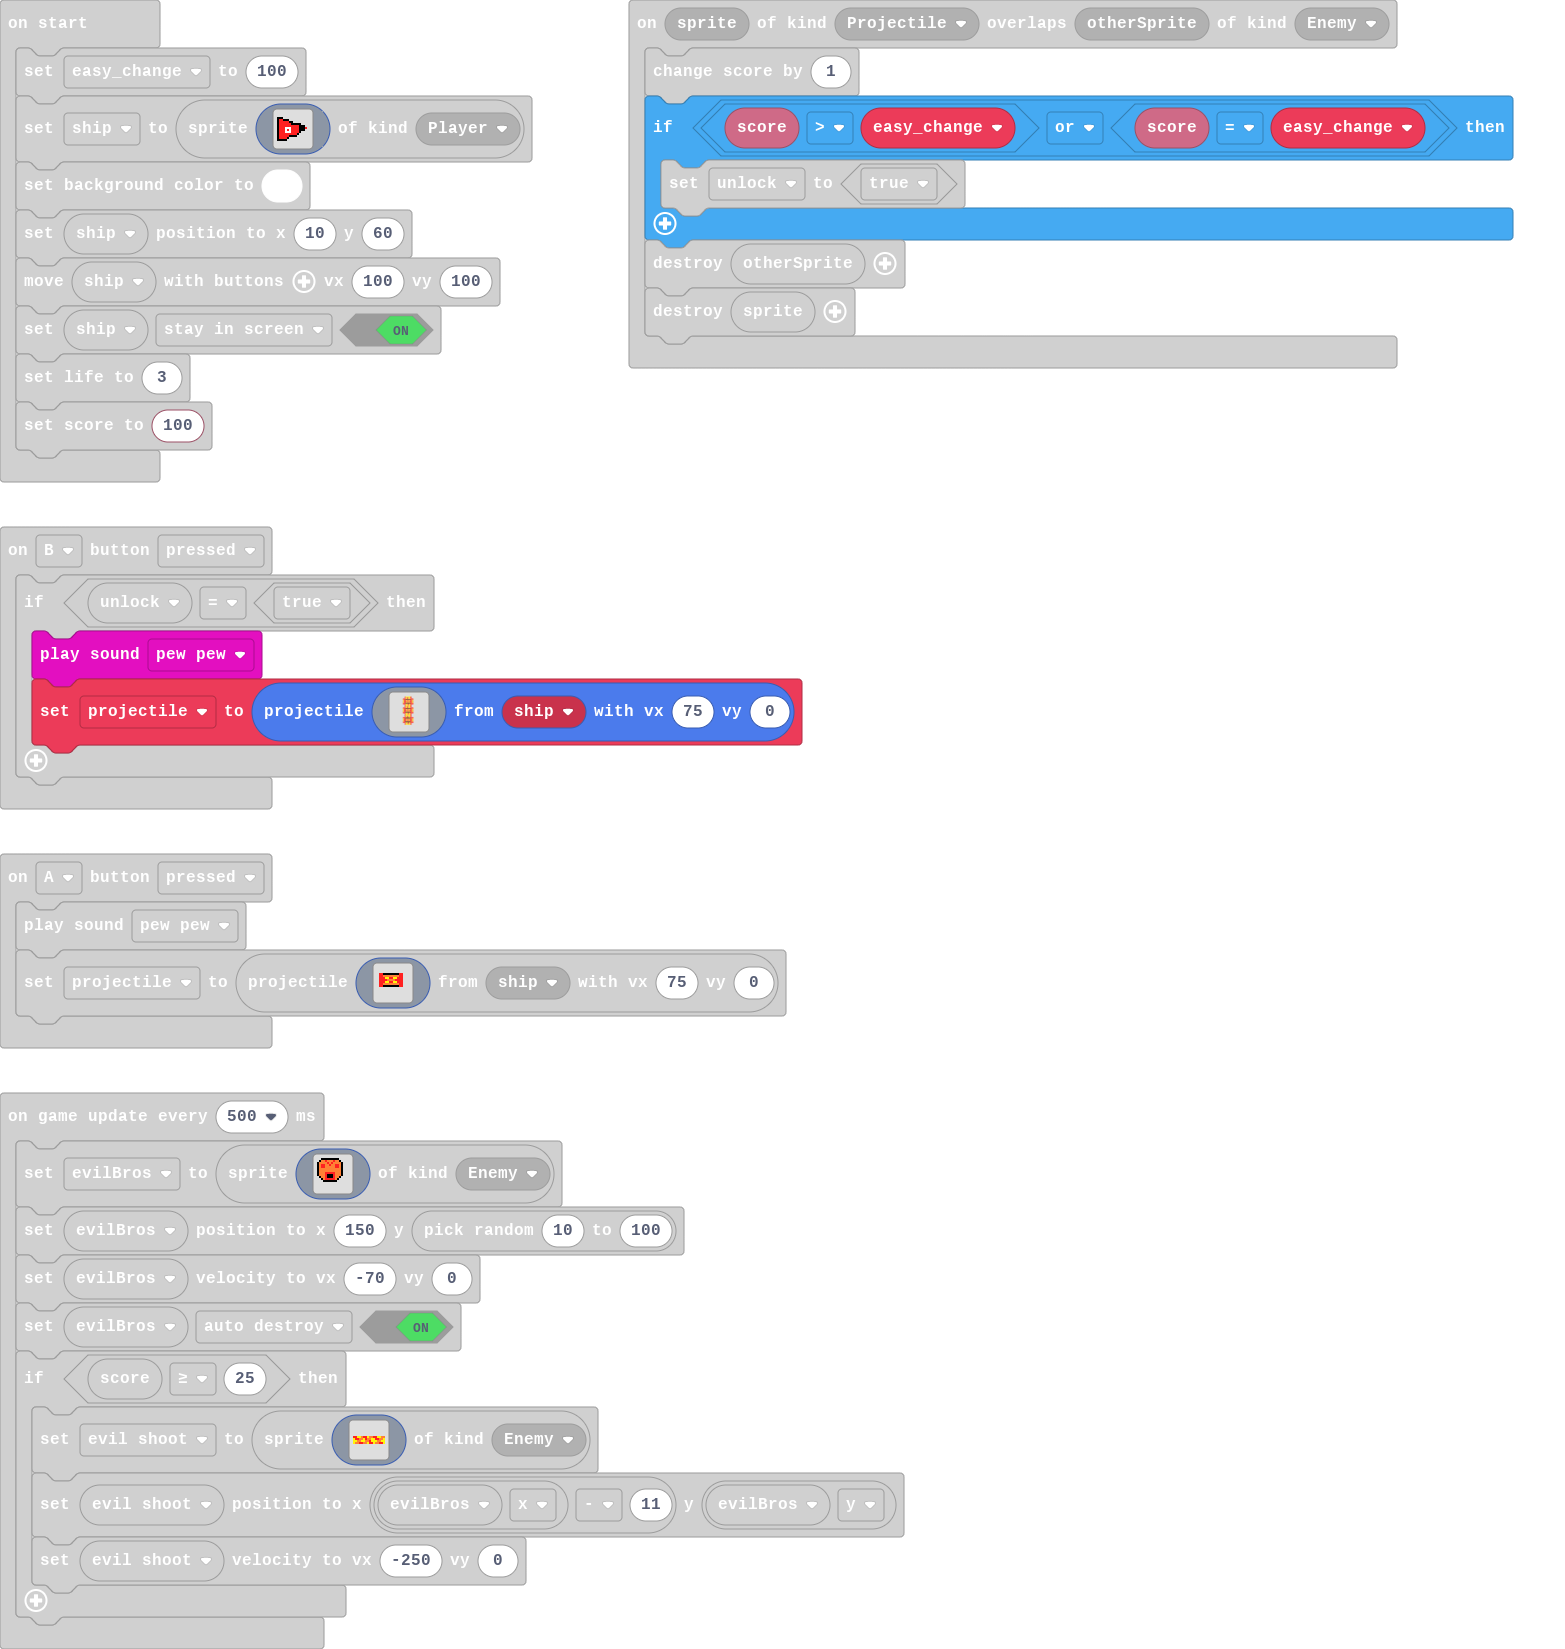 on start
set easy_change to 100
set ship to sprite of kind Player
set background color to
set ship position to x 10 y 60
move ship with buttons vx 100 vy 100
set ship stay in screen ON
set life to 3
set score to 100
on sprite of kind Projectile overlaps otherSprite of kind Enemy
change score by 1
if score > easy_change or score = easy_change then
set unlock to true
destroy otherSprite
destroy sprite
on B button pressed
if unlock = true then
play sound pew pew
set projectile to projectile from ship with vx 75 vy 0
on A button pressed
play sound pew pew
set projectile to projectile from ship with vx 75 vy 0
on game update every 500 ms
set evilBros to sprite of kind Enemy
set evilBros position to x 150 y pick random 10 to 100
set evilBros velocity to vx -70 vy 0
set evilBros auto destroy ON
if score ≥ 25 then
set evil shoot to sprite of kind Enemy
set evil shoot position to x evilBros x - 11 y evilBros y
set evil shoot velocity to vx -250 vy 0